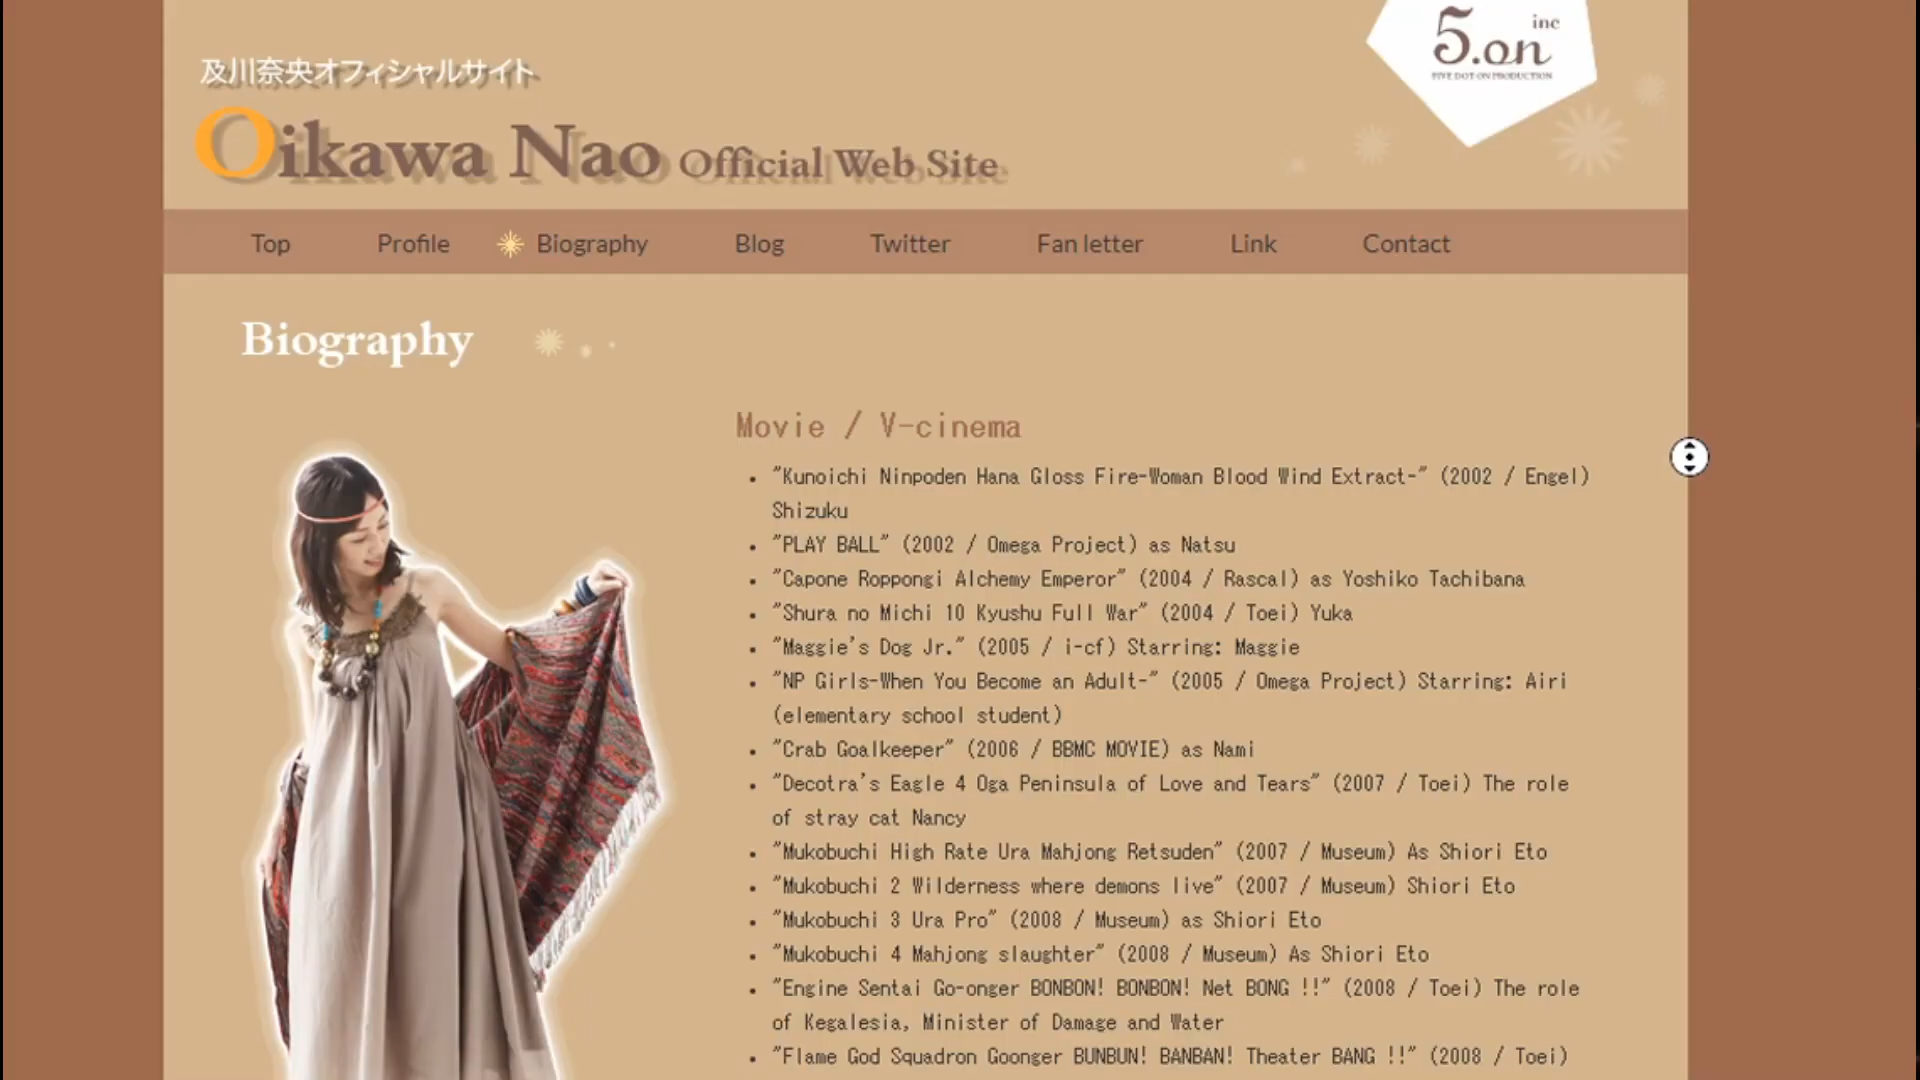 及川奈央オフィシャルサイト
Oikawa Nao Official Web Site
5.on inc
FIVE DOT ON PRODUCTION
Top Profile Biography Blog Twitter Fan letter Link Contact
Biography
Movie / V-cinema
"Kunoichi Ninpoden Hana Gloss Fire-Woman Blood Wind Extract-" (2002 / Engel)
Shizuku
"PLAY BALL" (2002 / Omega Project) as Natsu
"Capone Roppongi Alchemy Emperor" (2004 / Rascal) as Yoshiko Tachibana
"Shura no Michi 10 Kyushu Full War" (2004 / Toei) Yuka
"Maggie's Dog Jr." (2005 / i-cf) Starring: Maggie
"NP Girls-When You Become an Adult-" (2005 / Omega Project) Starring: Airi
(elementary school student)
"Crab Goalkeeper" (2006 / BBMC MOVIE) as Nami
"Decotra's Eagle 4 Oga Peninsula of Love and Tears" (2007 / Toei) The role
of stray cat Nancy
"Mukobuchi High Rate Ura Mahjong Retsuden" (2007 / Museum) As Shiori Eto
"Mukobuchi 2 Wilderness where demons live" (2007 / Museum) Shiori Eto
"Mukobuchi 3 Ura Pro" (2008 / Museum) as Shiori Eto
"Mukobuchi 4 Mahjong slaughter" (2008 / Museum) As Shiori Eto
"Engine Sentai Go-onger BONBON! BONBON! Net BONG !!" (2008 / Toei) The role
of Kegalesia, Minister of Damage and Water
"Flame God Squadron Goonger BUNBUN! BANBAN! Theater BANG !!" (2008 / Toei)